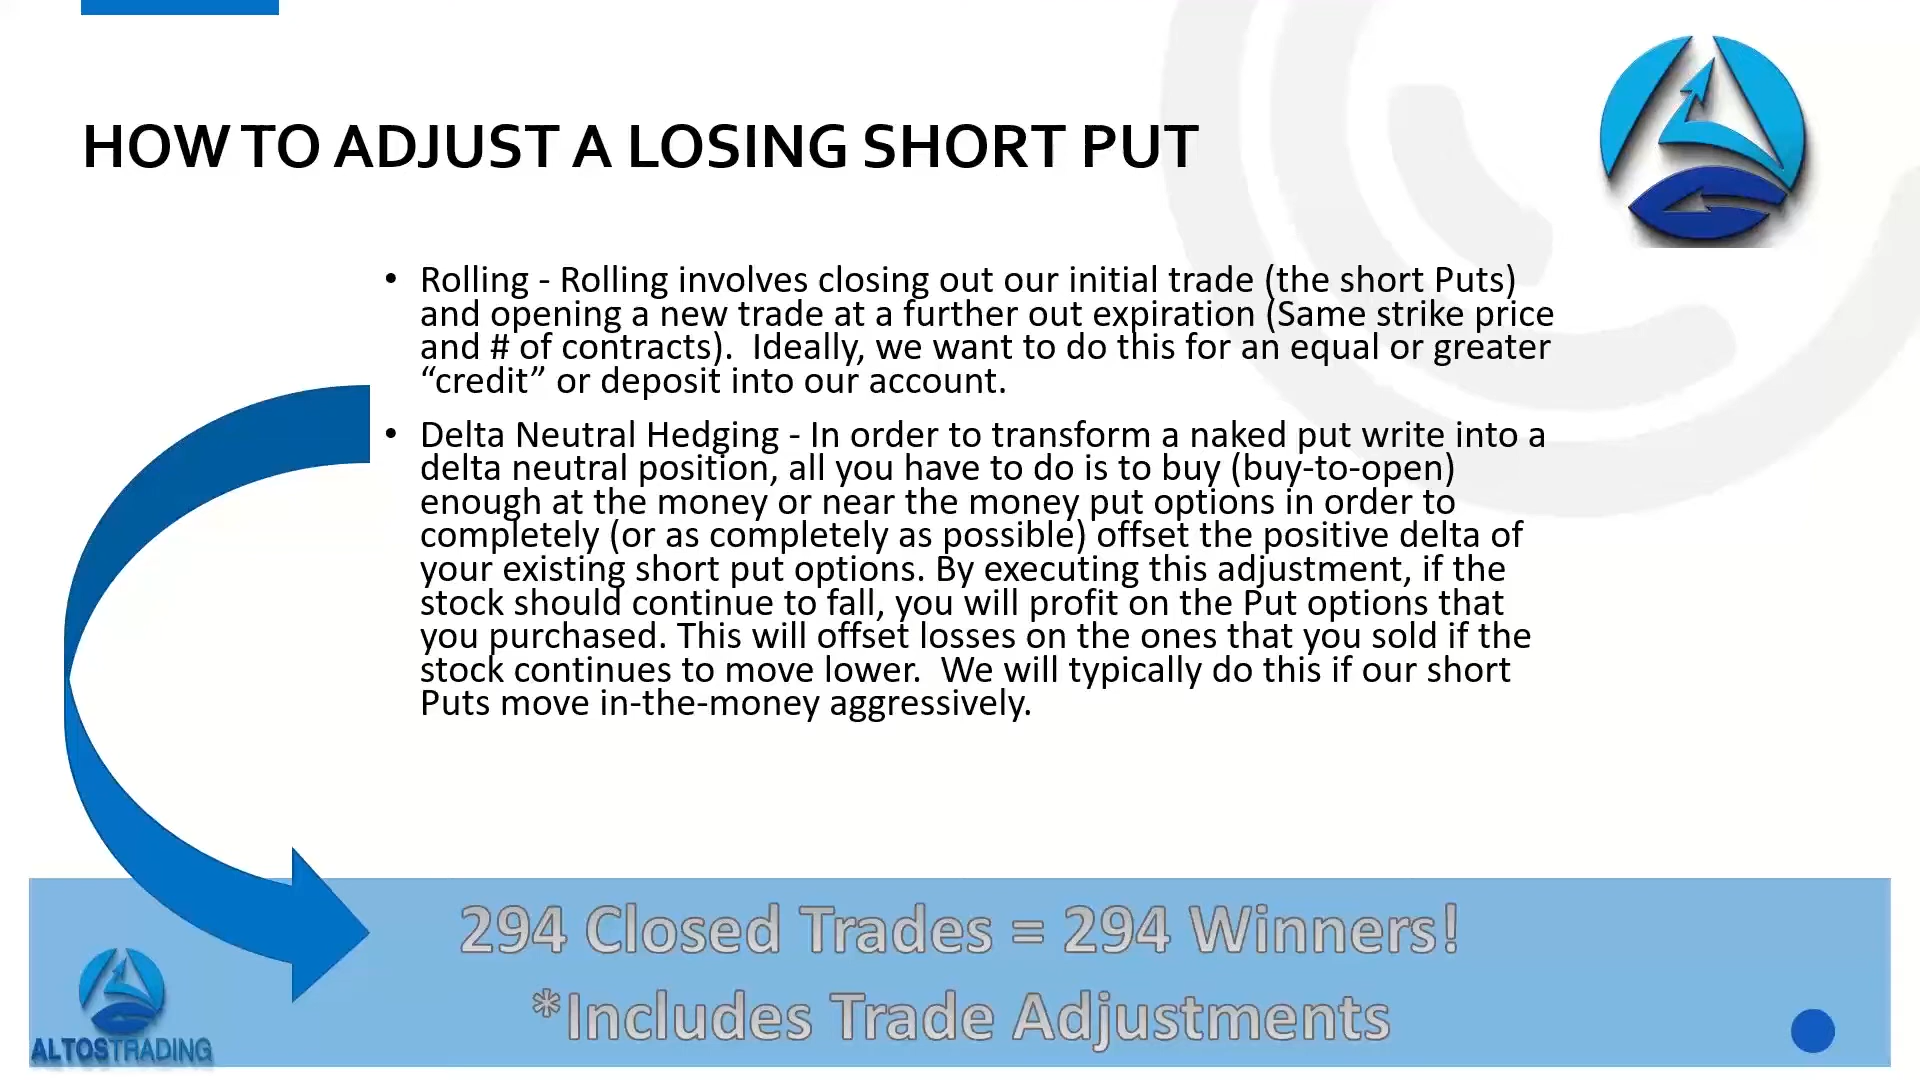 HOW TO ADJUST A LOSING SHORT PUT
• Rolling - Rolling involves closing out our initial trade (the short Puts)
and opening a new trade at a further out expiration (Same strike price
and # of contracts).  Ideally, we want to do this for an equal or greater
“credit” or deposit into our account.
• Delta Neutral Hedging - In order to transform a naked put write into a
delta neutral position, all you have to do is to buy (buy-to-open)
enough at the money or near the money put options in order to
completely (or as completely as possible) offset the positive delta of
your existing short put options. By executing this adjustment, if the
stock should continue to fall, you will profit on the Put options that
you purchased. This will offset losses on the ones that you sold if the
stock continues to move lower.  We will typically do this if our short
Puts move in-the-money aggressively.
294 Closed Trades = 294 Winners!
*Includes Trade Adjustments
ALTOSTRADING